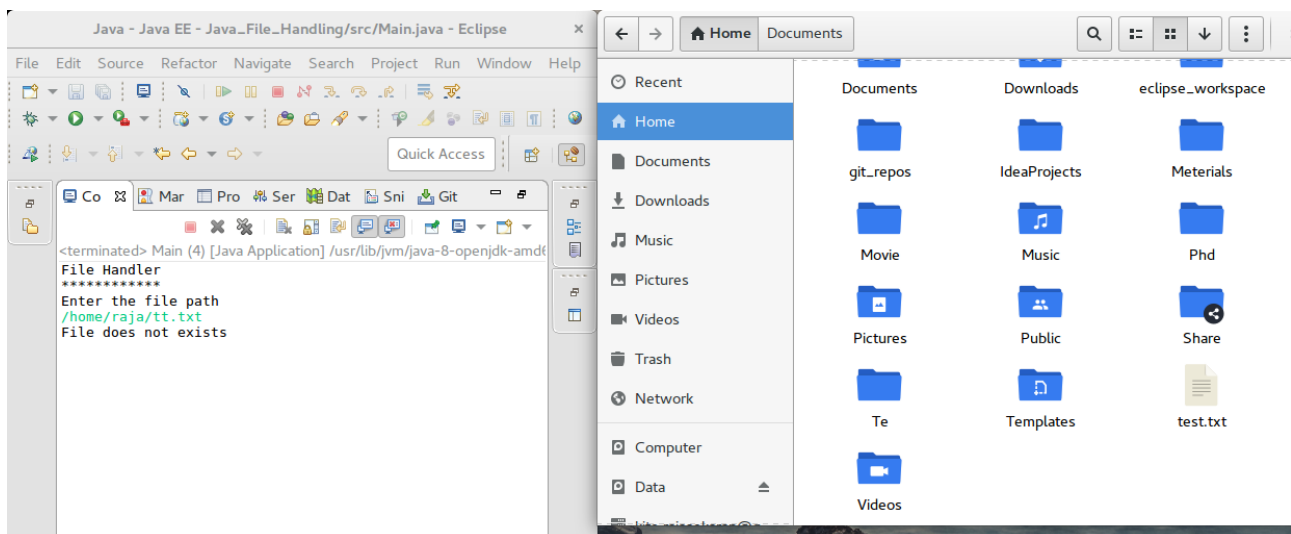 Java - Java EE - Java_File_Handling/src/Main.java - Eclipse
File Edit Source Refactor Navigate Search Project Run Window Help
Quick Access
Co Mar Pro Ser Dat Sni Git
<terminated> Main (4) [Java Application] /usr/lib/jvm/java-8-openjdk-amd6
File Handler
************
Enter the file path
/home/raja/tt.txt
File does not exists
Home Documents
Recent
Home
Documents
Downloads
Music
Pictures
Videos
Trash
Network
Computer
Data
Documents Downloads eclipse_workspace
git_repos IdeaProjects Meterials
Movie Music Phd
Pictures Public Share
Te Templates test.txt
Videos